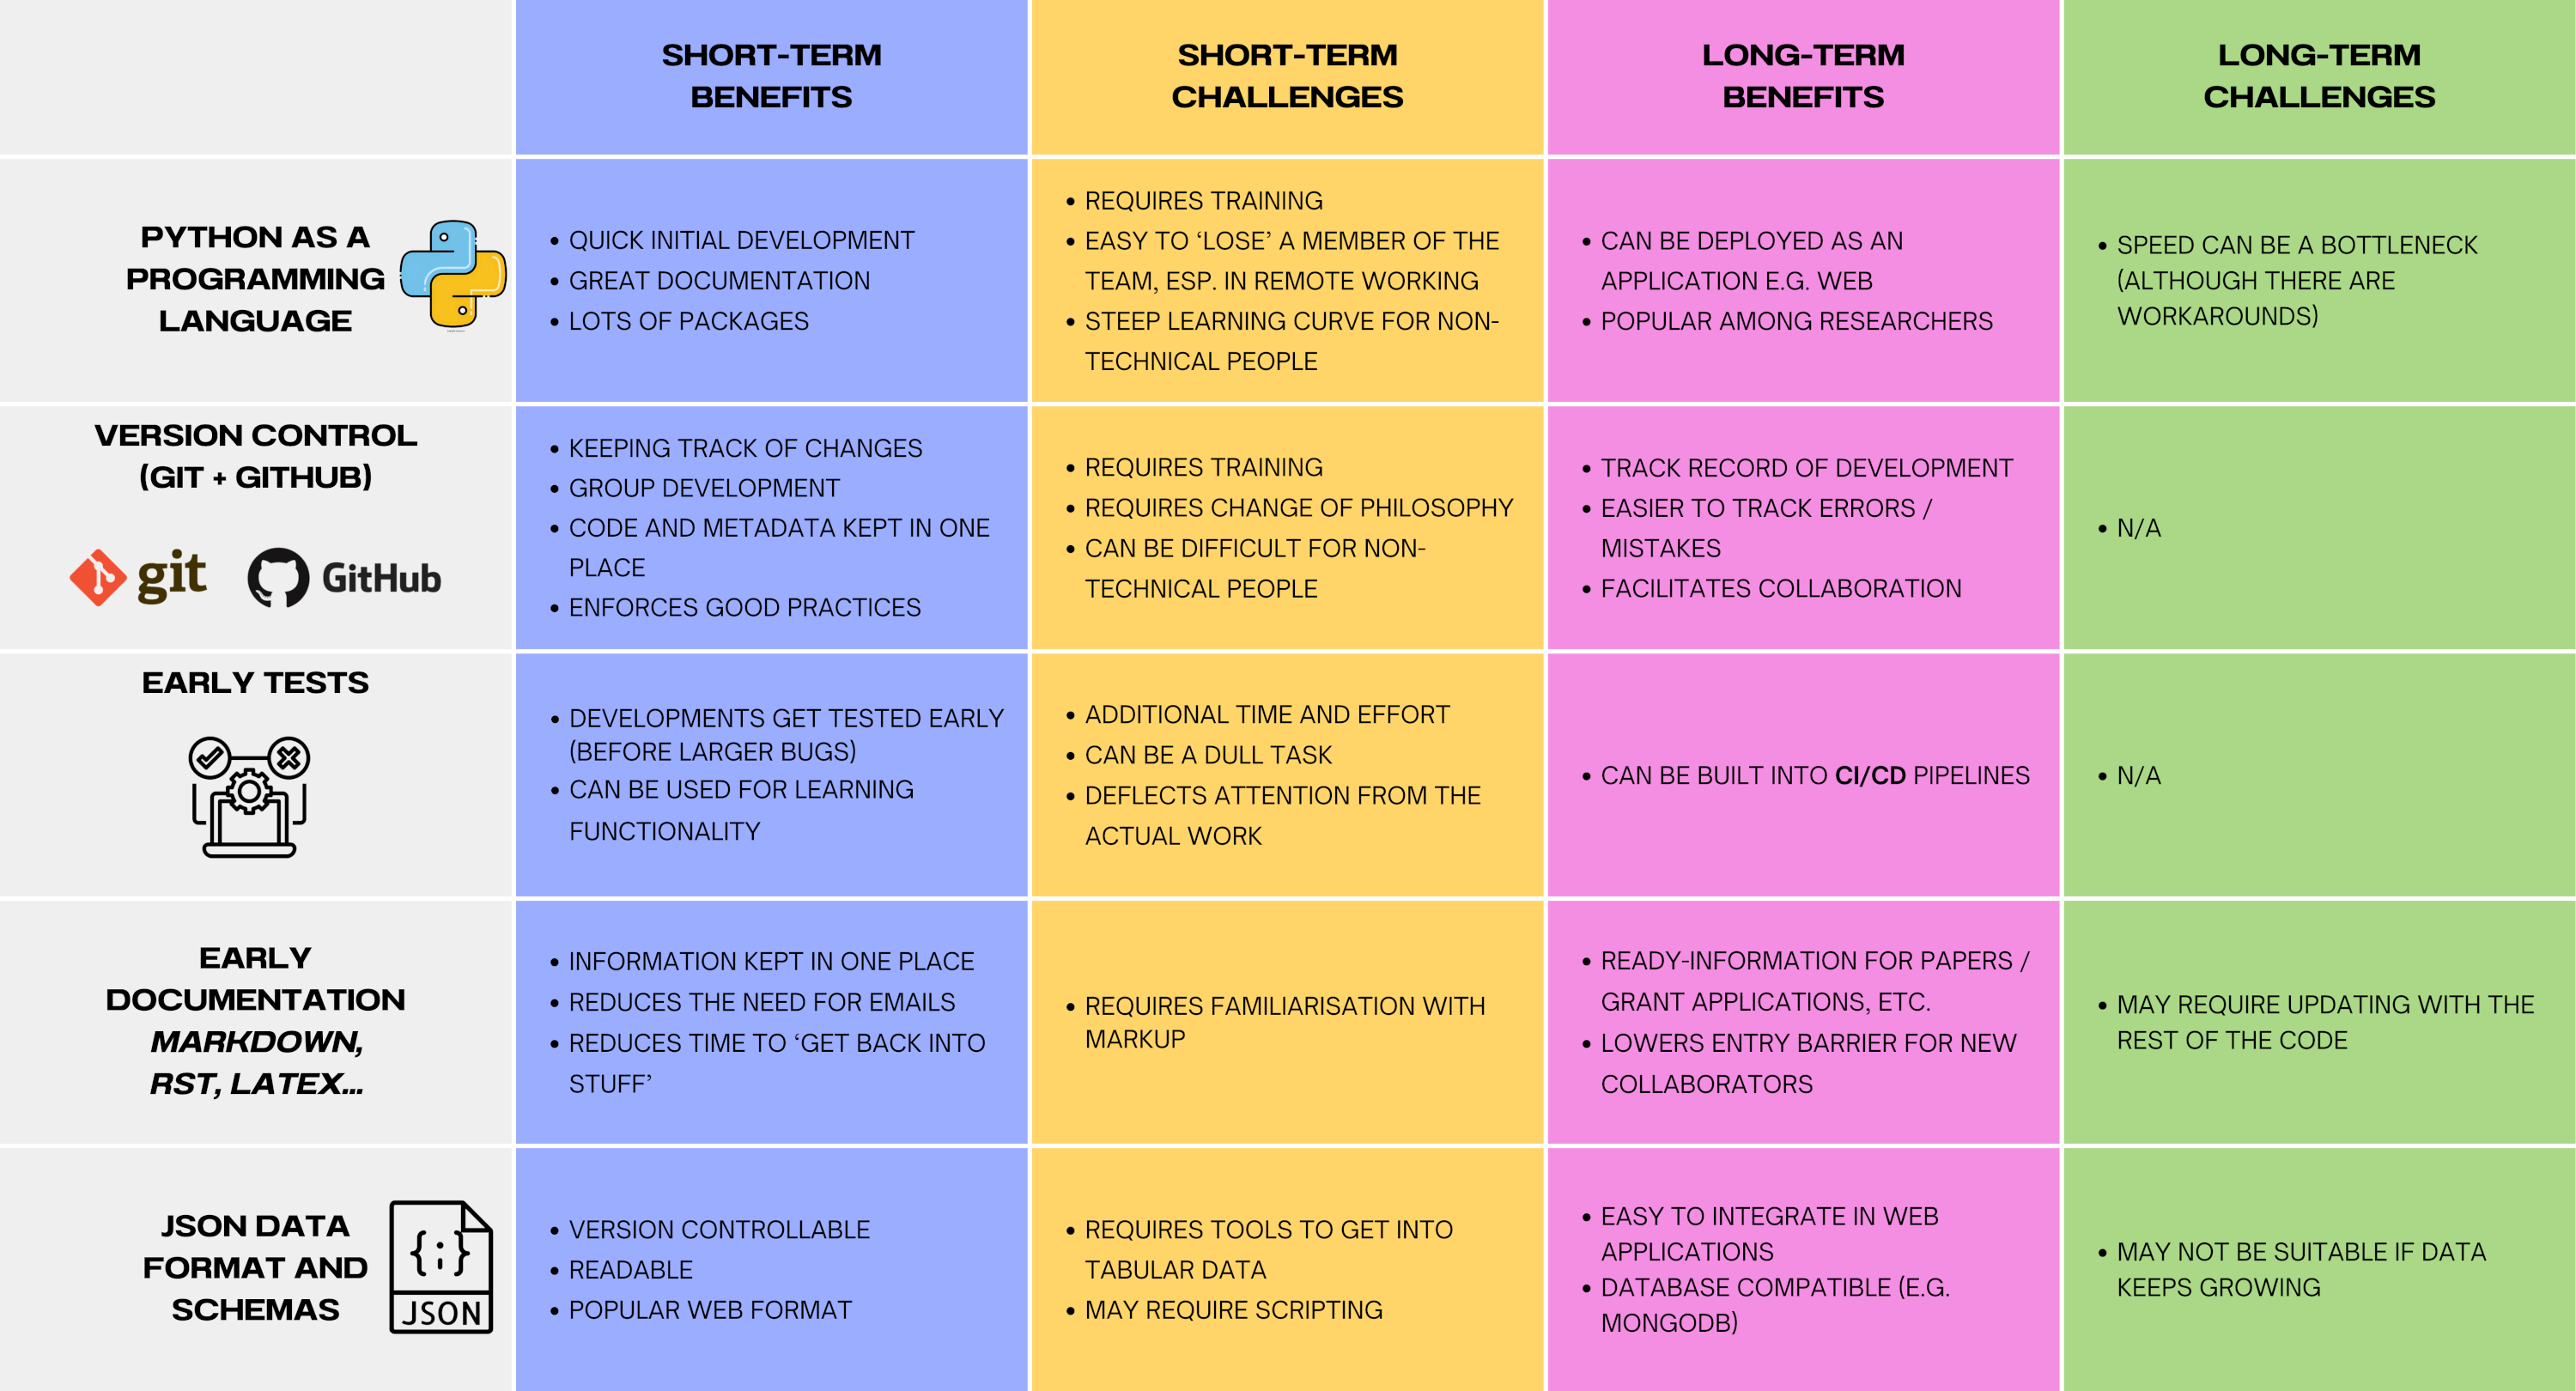 SHORT-TERM
BENEFITS
SHORT-TERM
CHALLENGES
LONG-TERM
BENEFITS
LONG-TERM
CHALLENGES
PYTHON AS A
PROGRAMMING
LANGUAGE
• QUICK INITIAL DEVELOPMENT
• GREAT DOCUMENTATION
• LOTS OF PACKAGES
• REQUIRES TRAINING
• EASY TO ‘LOSE’ A MEMBER OF THE
TEAM, ESP. IN REMOTE WORKING
• STEEP LEARNING CURVE FOR NON-
TECHNICAL PEOPLE
• CAN BE DEPLOYED AS AN
APPLICATION E.G. WEB
• POPULAR AMONG RESEARCHERS
• SPEED CAN BE A BOTTLENECK
(ALTHOUGH THERE ARE
WORKAROUNDS)
VERSION CONTROL
(GIT + GITHUB)
git GitHub
• KEEPING TRACK OF CHANGES
• GROUP DEVELOPMENT
• CODE AND METADATA KEPT IN ONE
PLACE
• ENFORCES GOOD PRACTICES
• REQUIRES TRAINING
• REQUIRES CHANGE OF PHILOSOPHY
• CAN BE DIFFICULT FOR NON-
TECHNICAL PEOPLE
• TRACK RECORD OF DEVELOPMENT
• EASIER TO TRACK ERRORS /
MISTAKES
• FACILITATES COLLABORATION
• N/A
EARLY TESTS
• DEVELOPMENTS GET TESTED EARLY
(BEFORE LARGER BUGS)
• CAN BE USED FOR LEARNING
FUNCTIONALITY
• ADDITIONAL TIME AND EFFORT
• CAN BE A DULL TASK
• DEFLECTS ATTENTION FROM THE
ACTUAL WORK
• CAN BE BUILT INTO CI/CD PIPELINES
• N/A
EARLY
DOCUMENTATION
MARKDOWN,
RST, LATEX...
• INFORMATION KEPT IN ONE PLACE
• REDUCES THE NEED FOR EMAILS
• REDUCES TIME TO ‘GET BACK INTO
STUFF’
• REQUIRES FAMILIARISATION WITH
MARKUP
• READY-INFORMATION FOR PAPERS /
GRANT APPLICATIONS, ETC.
• LOWERS ENTRY BARRIER FOR NEW
COLLABORATORS
• MAY REQUIRE UPDATING WITH THE
REST OF THE CODE
JSON DATA
FORMAT AND
SCHEMAS
{;}
JSON
• VERSION CONTROLLABLE
• READABLE
• POPULAR WEB FORMAT
• REQUIRES TOOLS TO GET INTO
TABULAR DATA
• MAY REQUIRE SCRIPTING
• EASY TO INTEGRATE IN WEB
APPLICATIONS
• DATABASE COMPATIBLE (E.G.
MONGODB)
• MAY NOT BE SUITABLE IF DATA
KEEPS GROWING